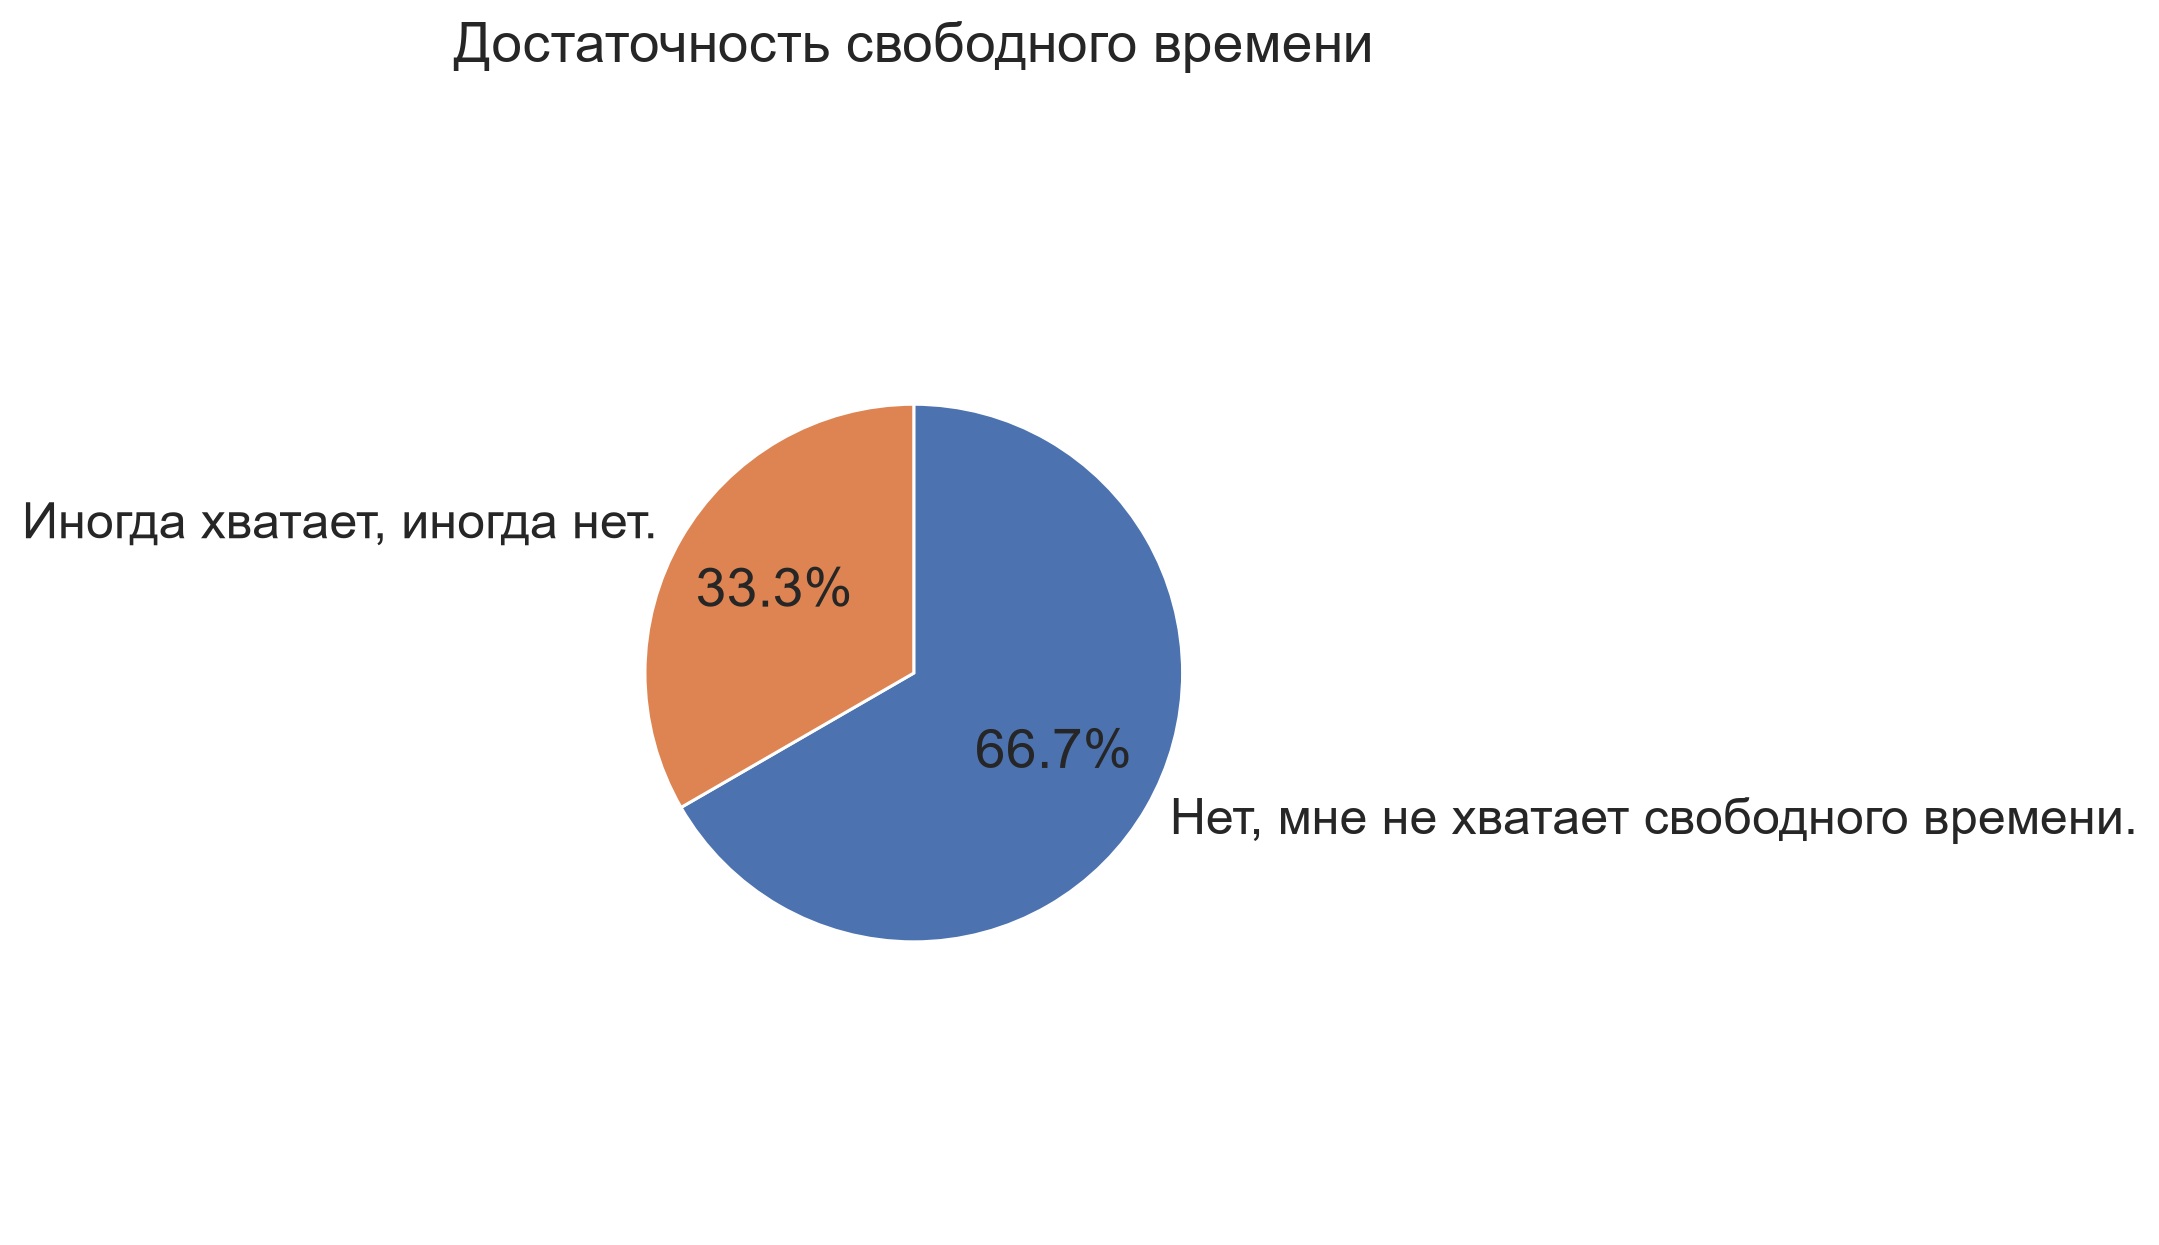 Достаточность свободного времени
Иногда хватает, иногда нет.
33.3%
66.7%
Нет, мне не хватает свободного времени.